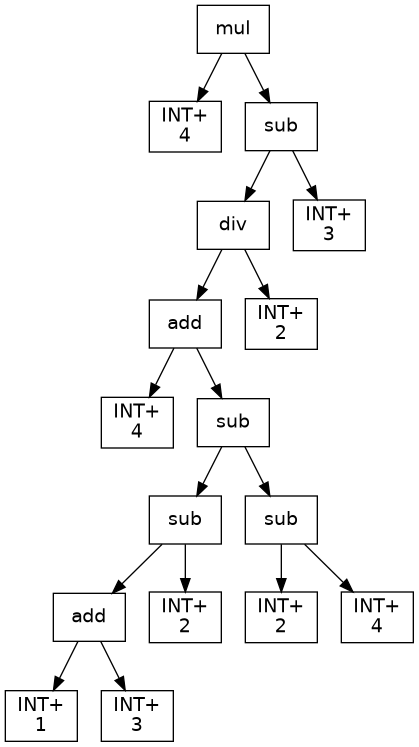 mul
INT+
4
sub
div
INT+
3
add
INT+
2
INT+
4
sub
sub
sub
add
INT+
2
INT+
2
INT+
4
INT+
1
INT+
3